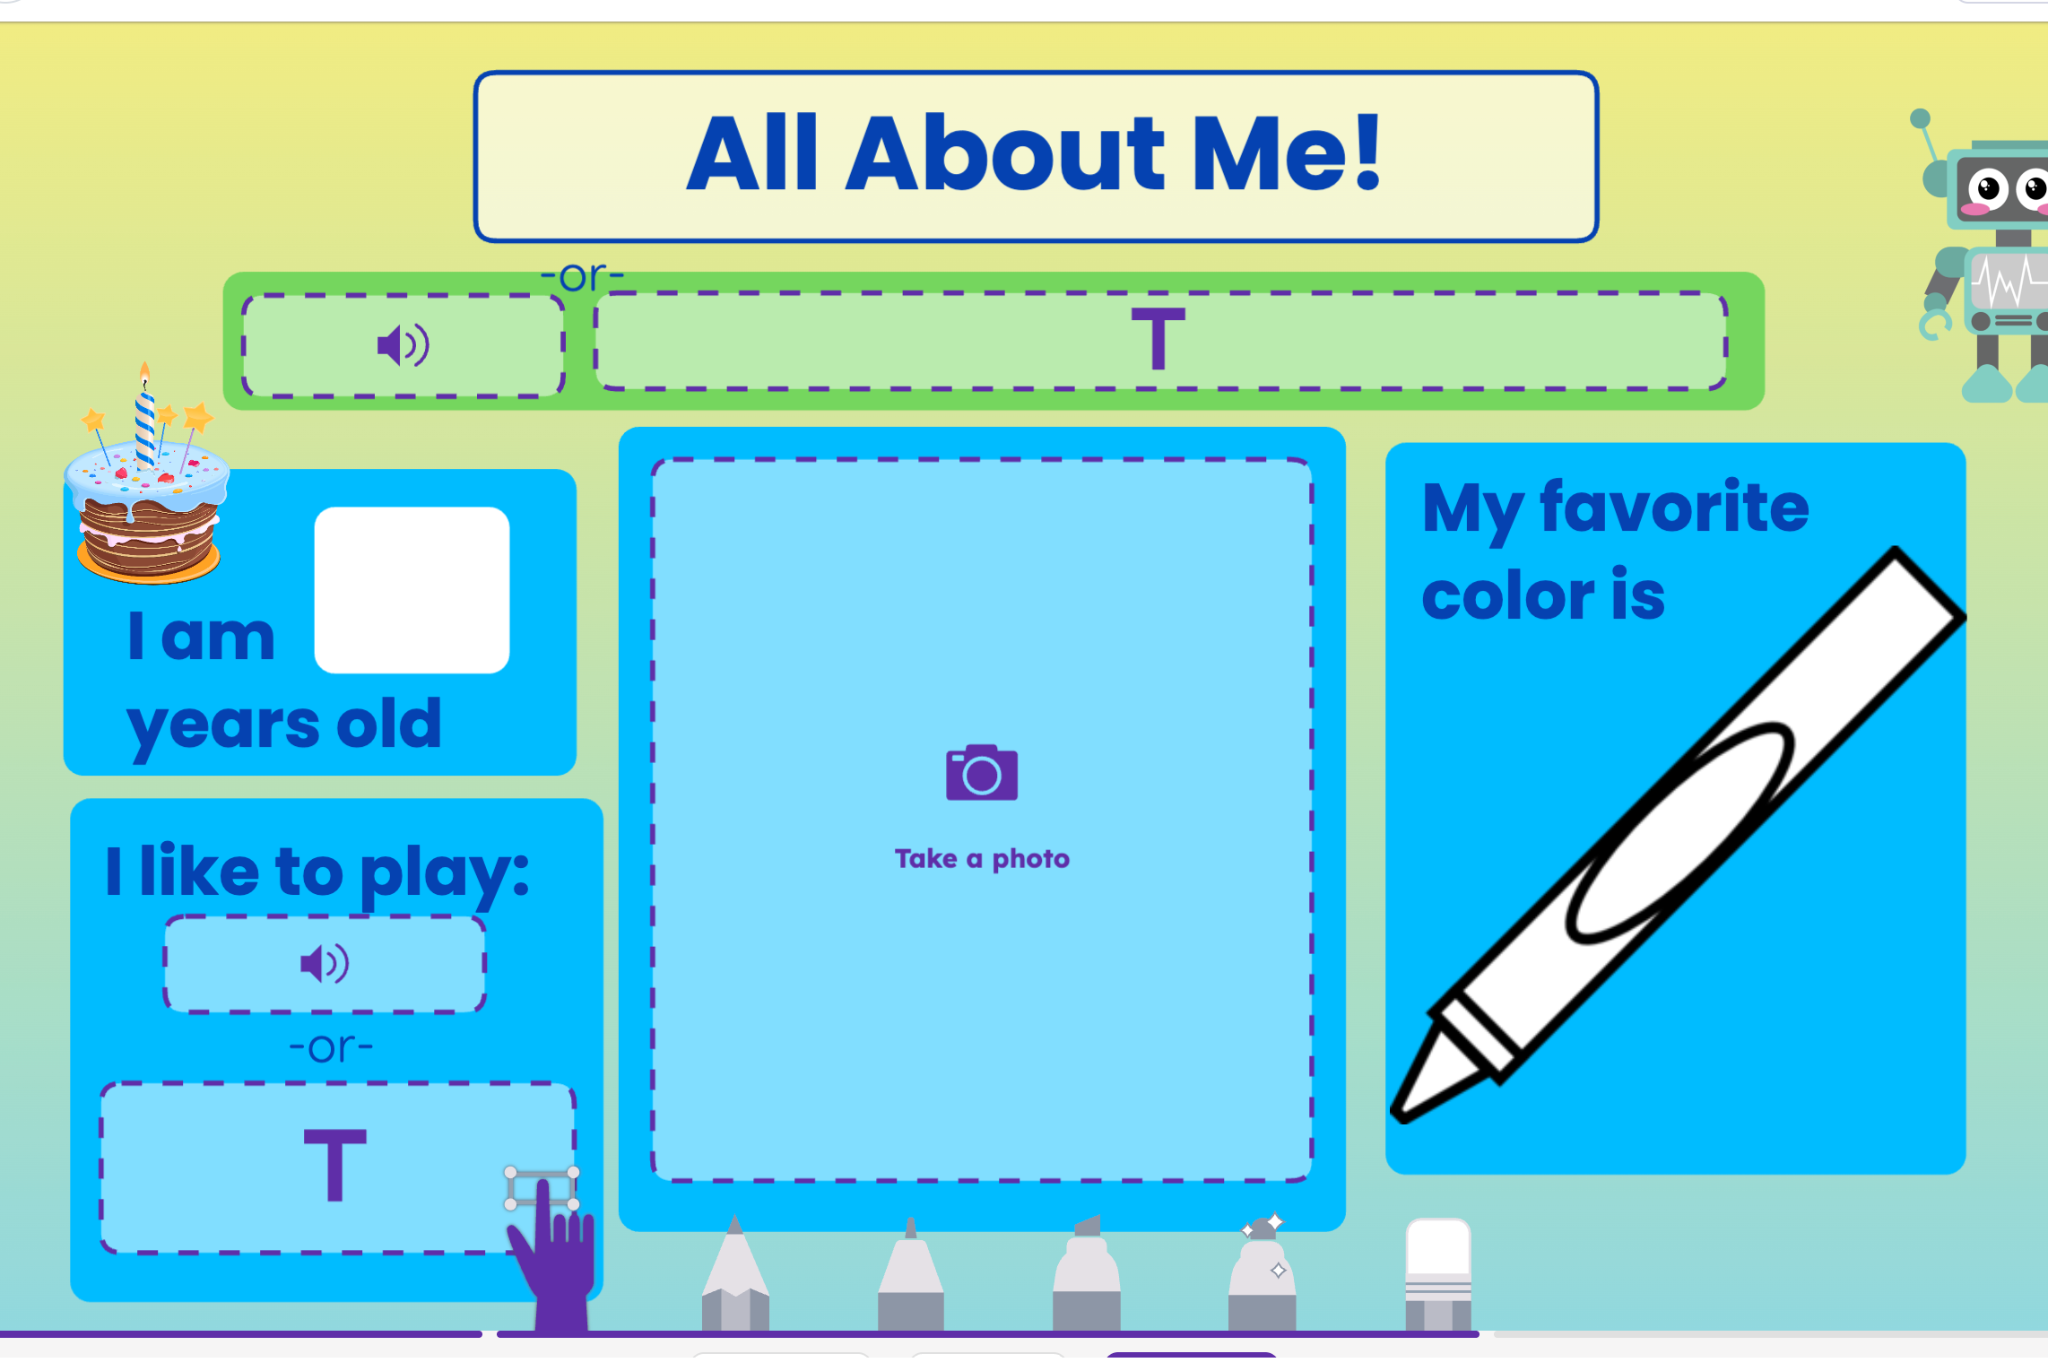 All About Me!
-or-
T
I am
years old
I like to play:
-or-
T
Take a photo
My favorite
color is